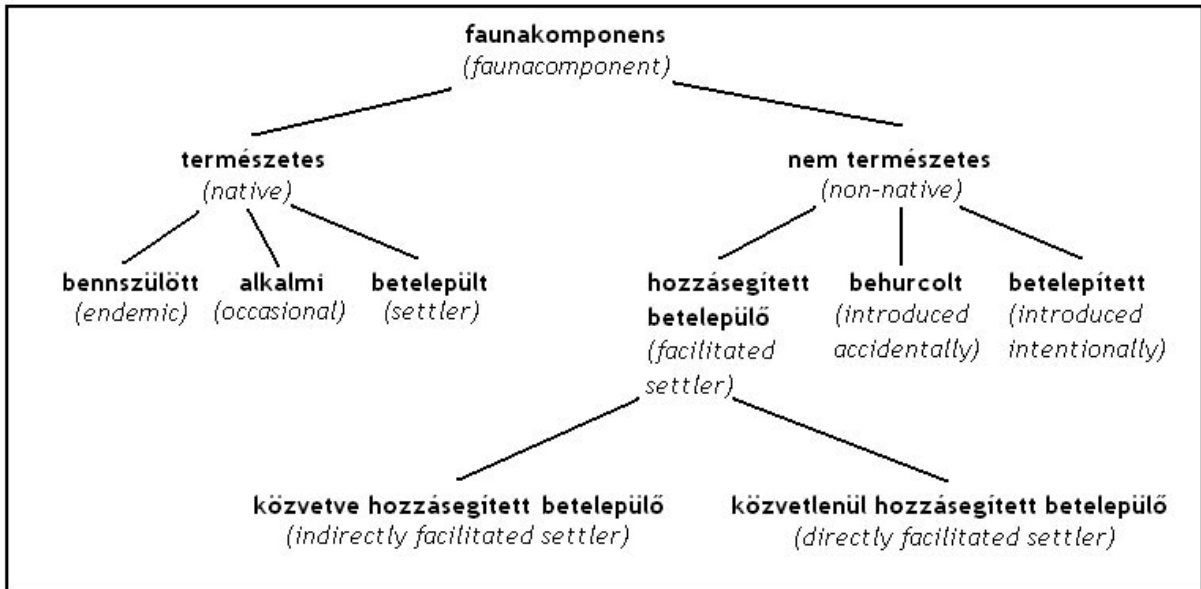 faunakomponens
(faunacomponent)
természetes
(native)
nem természetes
(non-native)
bennszülött
(endemic)
alkalmi
(occasional)
betelepült
(settler)
hozzásegített
betelepülő
(facilitated
settler)
behurcolt
(introduced
accidentally)
betelepített
(introduced
intentionally)
közvetve hozzásegített betelepülő
(indirectly facilitated settler)
közvetlenül hozzásegített betelepülő
(directly facilitated settler)